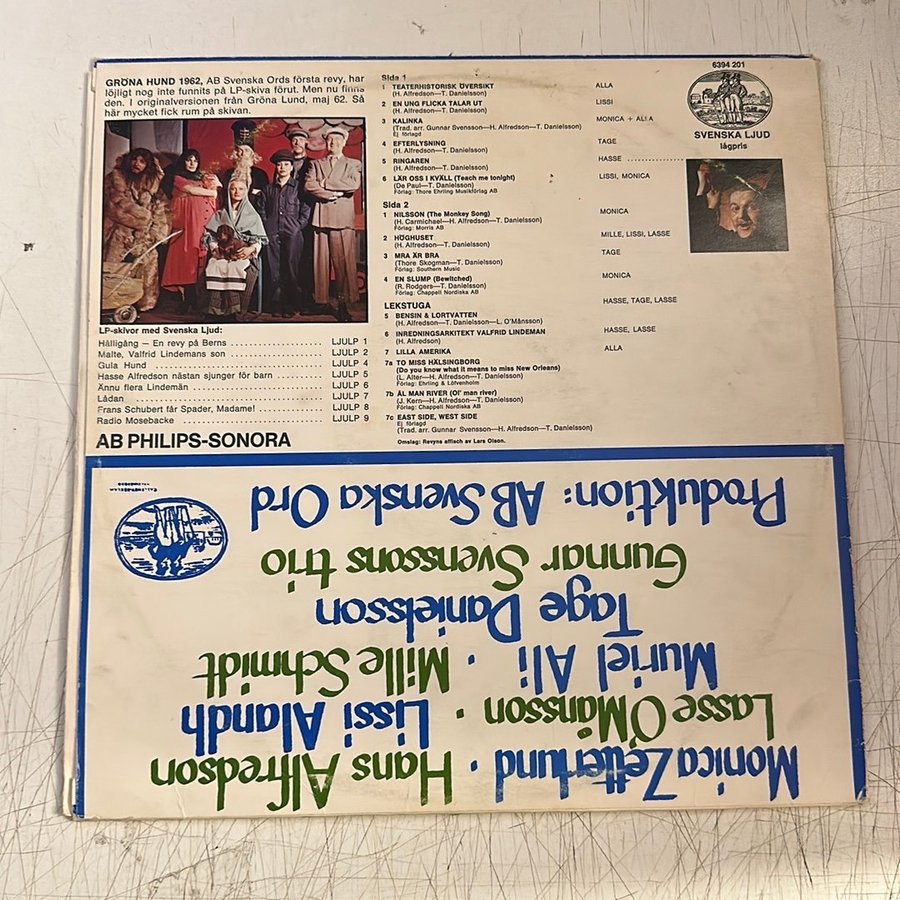 GRÖNA HUND 1962, AB Svenska Ords första revy, har
löjligt nog inte funnits på LP-skiva förut. Men nu finns
den. I originalversionen från Gröna Lund, maj 62. Så
här mycket fick rum på skivan.
LP-skivor med Svenska Ljud:
Hålligång — En revy på Berns ........ LJULP 1
Malte, Valfrid Lindemans son ........ LJULP 2
Gula Hund ........ LJULP 4
Hasse Alfredson nästan sjunger för barn ........ LJULP 5
Ännu flera Lindemän ........ LJULP 6
Lådan ........ LJULP 7
Frans Schubert får Spader, Madame! ........ LJULP 8
Radio Mosebacke ........ LJULP 9
AB PHILIPS-SONORA
Sida 1
1 TEATERHISTORISK ÖVERSIKT ALLA
(H. Alfredson—T. Danielsson)
2 EN UNG FLICKA TALAR UT LISSI
(H. Alfredson—T. Danielsson)
3 KALINKA MONICA + ALLA
(Trad. arr. Gunnar Svensson—H. Alfredson—T. Danielsson)
Ej förlagd
4 EFTERLYSNING TAGE
(H. Alfredson—T. Danielsson)
5 RINGAREN HASSE ........
(H. Alfredson—T. Danielsson)
6 LÄR OSS I KVÄLL (Teach me tonight) LISSI, MONICA
(De Paul—T. Danielsson)
Förlag: Thore Ehrling Musikförlag AB
Sida 2
1 NILSSON (The Monkey Song) MONICA
(H. Carmichael—H. Alfredson—T. Danielsson)
Förlag: Morris AB
2 HÖGHUSET MILLE, LISSI, LASSE
(H. Alfredson—T. Danielsson)
3 MRA ÄR BRA TAGE
(Thore Skogman—H. Alfredson—T. Danielsson)
Förlag: Southern Music
4 EN SLUMP (Bewitched) MONICA
(R. Rodgers—T. Danielsson)
Förlag: Chappell Nordiska AB
LEKSTUGA
5 BENSIN & LORTVATTEN HASSE, TAGE, LASSE
(H. Alfredson—T. Danielsson—L. O'Månsson)
6 INREDNINGSARKITEKT VALFRID LINDEMAN HASSE, LASSE
(H. Alfredson—T. Danielsson)
7 LILLA AMERIKA ALLA
7a TO MISS HÄLSINGBORG
(Do you know what it means to miss New Orleans)
(L. Alter—H. Alfredson—T. Danielsson)
Förlag: Ehrling & Löfvenholm
7b ÄL MAN RIVER (Ol' man river)
(J. Kern—H. Alfredson—T. Danielsson)
Förlag: Chappell Nordiska AB
7c EAST SIDE, WEST SIDE
Ej förlagd
(Trad. arr. Gunnar Svensson—H. Alfredson—T. Danielsson)
Omslag: Revyns affisch av Lars Olson.
6394 201
SVENSKA LJUD
lågpris
Monica Zetterlund · Hans Alfredson
Lasse O'Månsson · Lissi Alandh
Muriel Ali · Mille Schmidt
Tage Danielsson
Gunnar Svenssons trio
Produktion: AB Svenska Ord